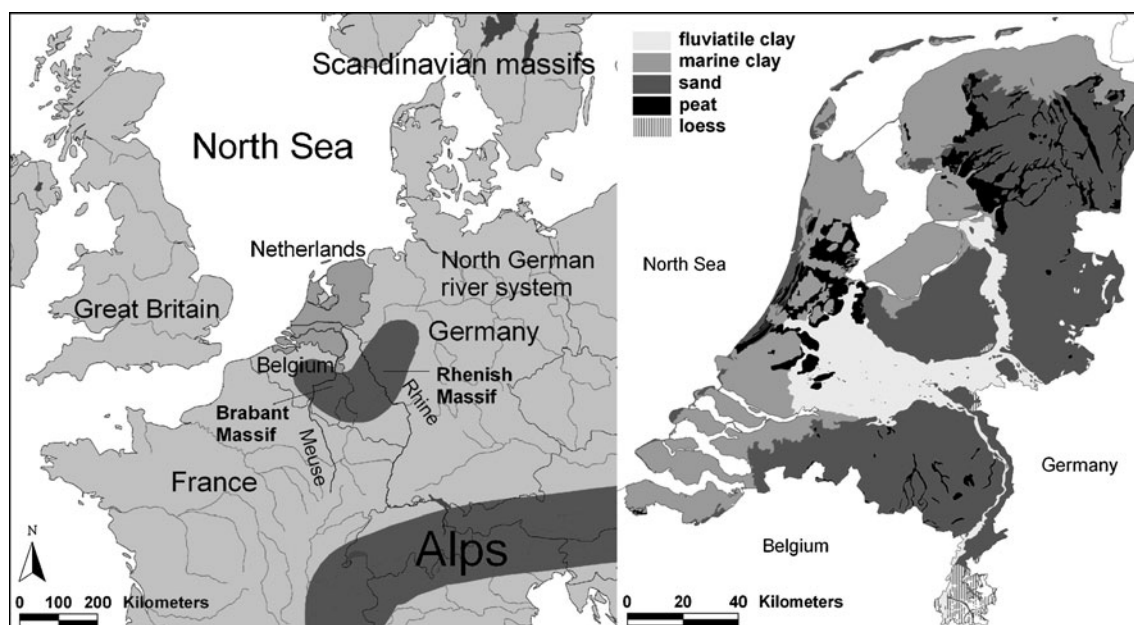 Scandinavian massifs
North Sea
Netherlands
North German
river system
Great Britain
Germany
Belgium
Rhenish
Massif
Brabant
Massif
Rhine
Meuse
France
Alps
N
0 100 200 Kilometers
fluviatile clay
marine clay
sand
peat
loess
North Sea
Germany
Belgium
0 20 40 Kilometers